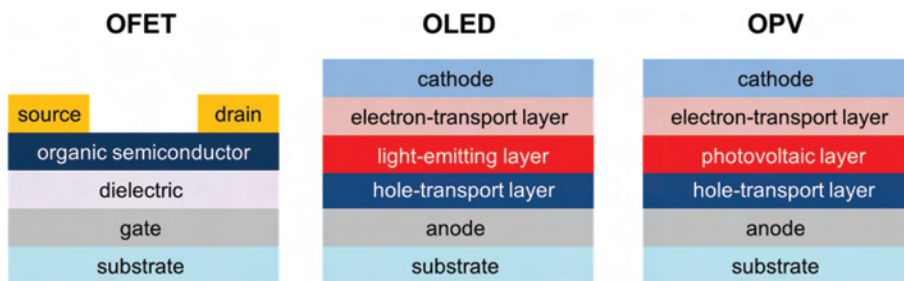 OFET
source
drain
organic semiconductor
dielectric
gate
substrate
OLED
cathode
electron-transport layer
light-emitting layer
hole-transport layer
anode
substrate
OPV
cathode
electron-transport layer
photovoltaic layer
hole-transport layer
anode
substrate